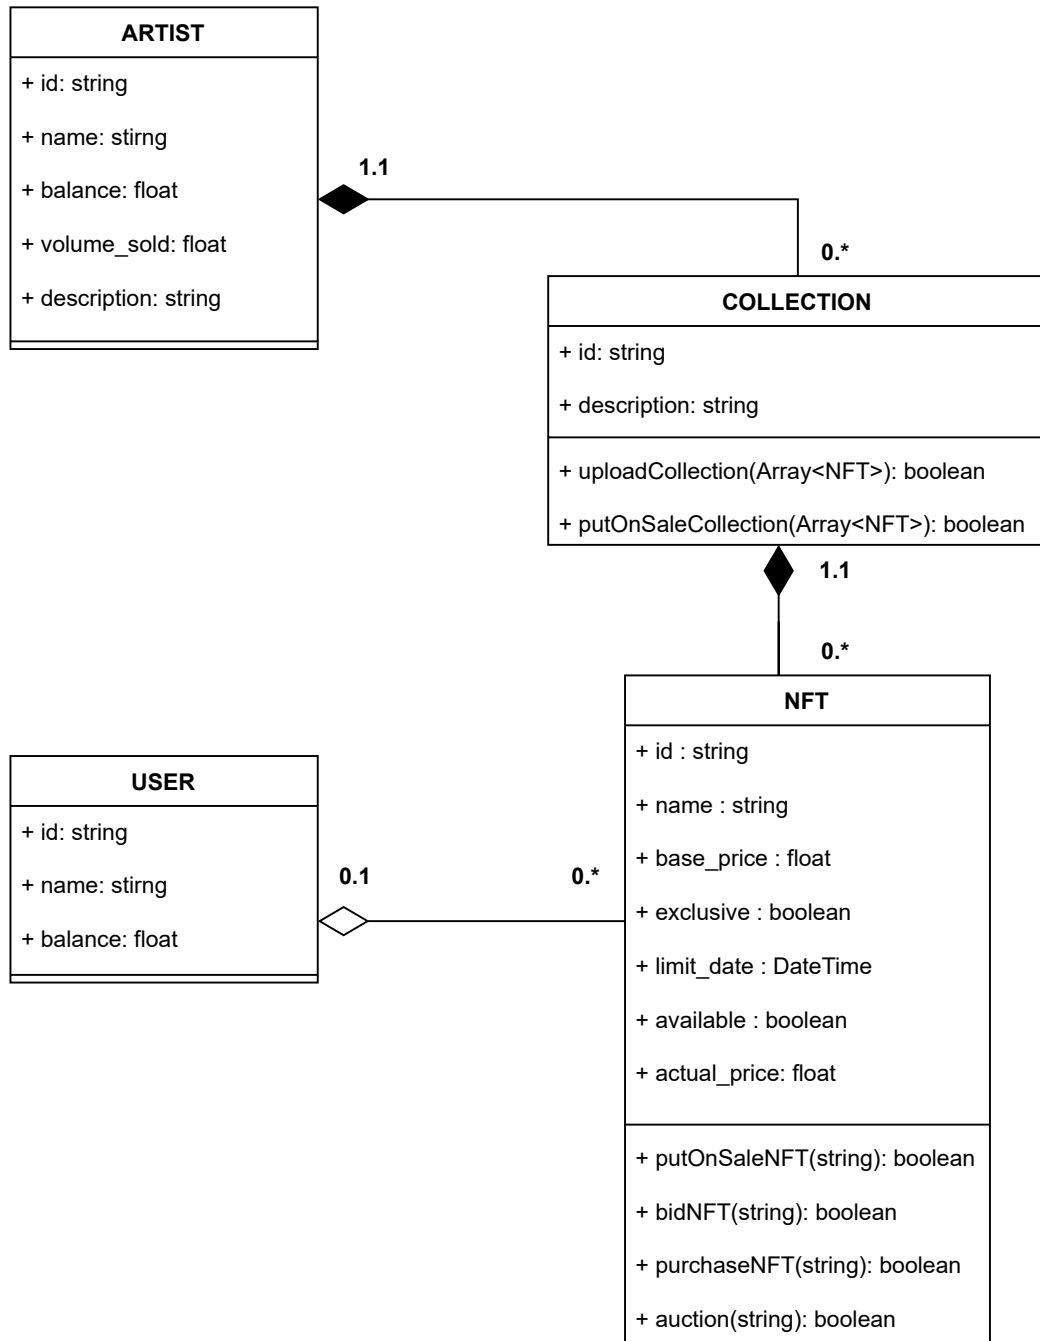 ARTIST
+ id: string
+ name: stirng
+ balance: float
+ volume_sold: float
+ description: string
1.1
0.*
COLLECTION
+ id: string
+ description: string
+ uploadCollection(Array<NFT>): boolean
+ putOnSaleCollection(Array<NFT>): boolean
1.1
0.*
NFT
+ id : string
+ name : string
+ base_price : float
+ exclusive : boolean
+ limit_date : DateTime
+ available : boolean
+ actual_price: float
+ putOnSaleNFT(string): boolean
+ bidNFT(string): boolean
+ purchaseNFT(string): boolean
+ auction(string): boolean
USER
+ id: string
+ name: stirng
+ balance: float
0.1
0.*